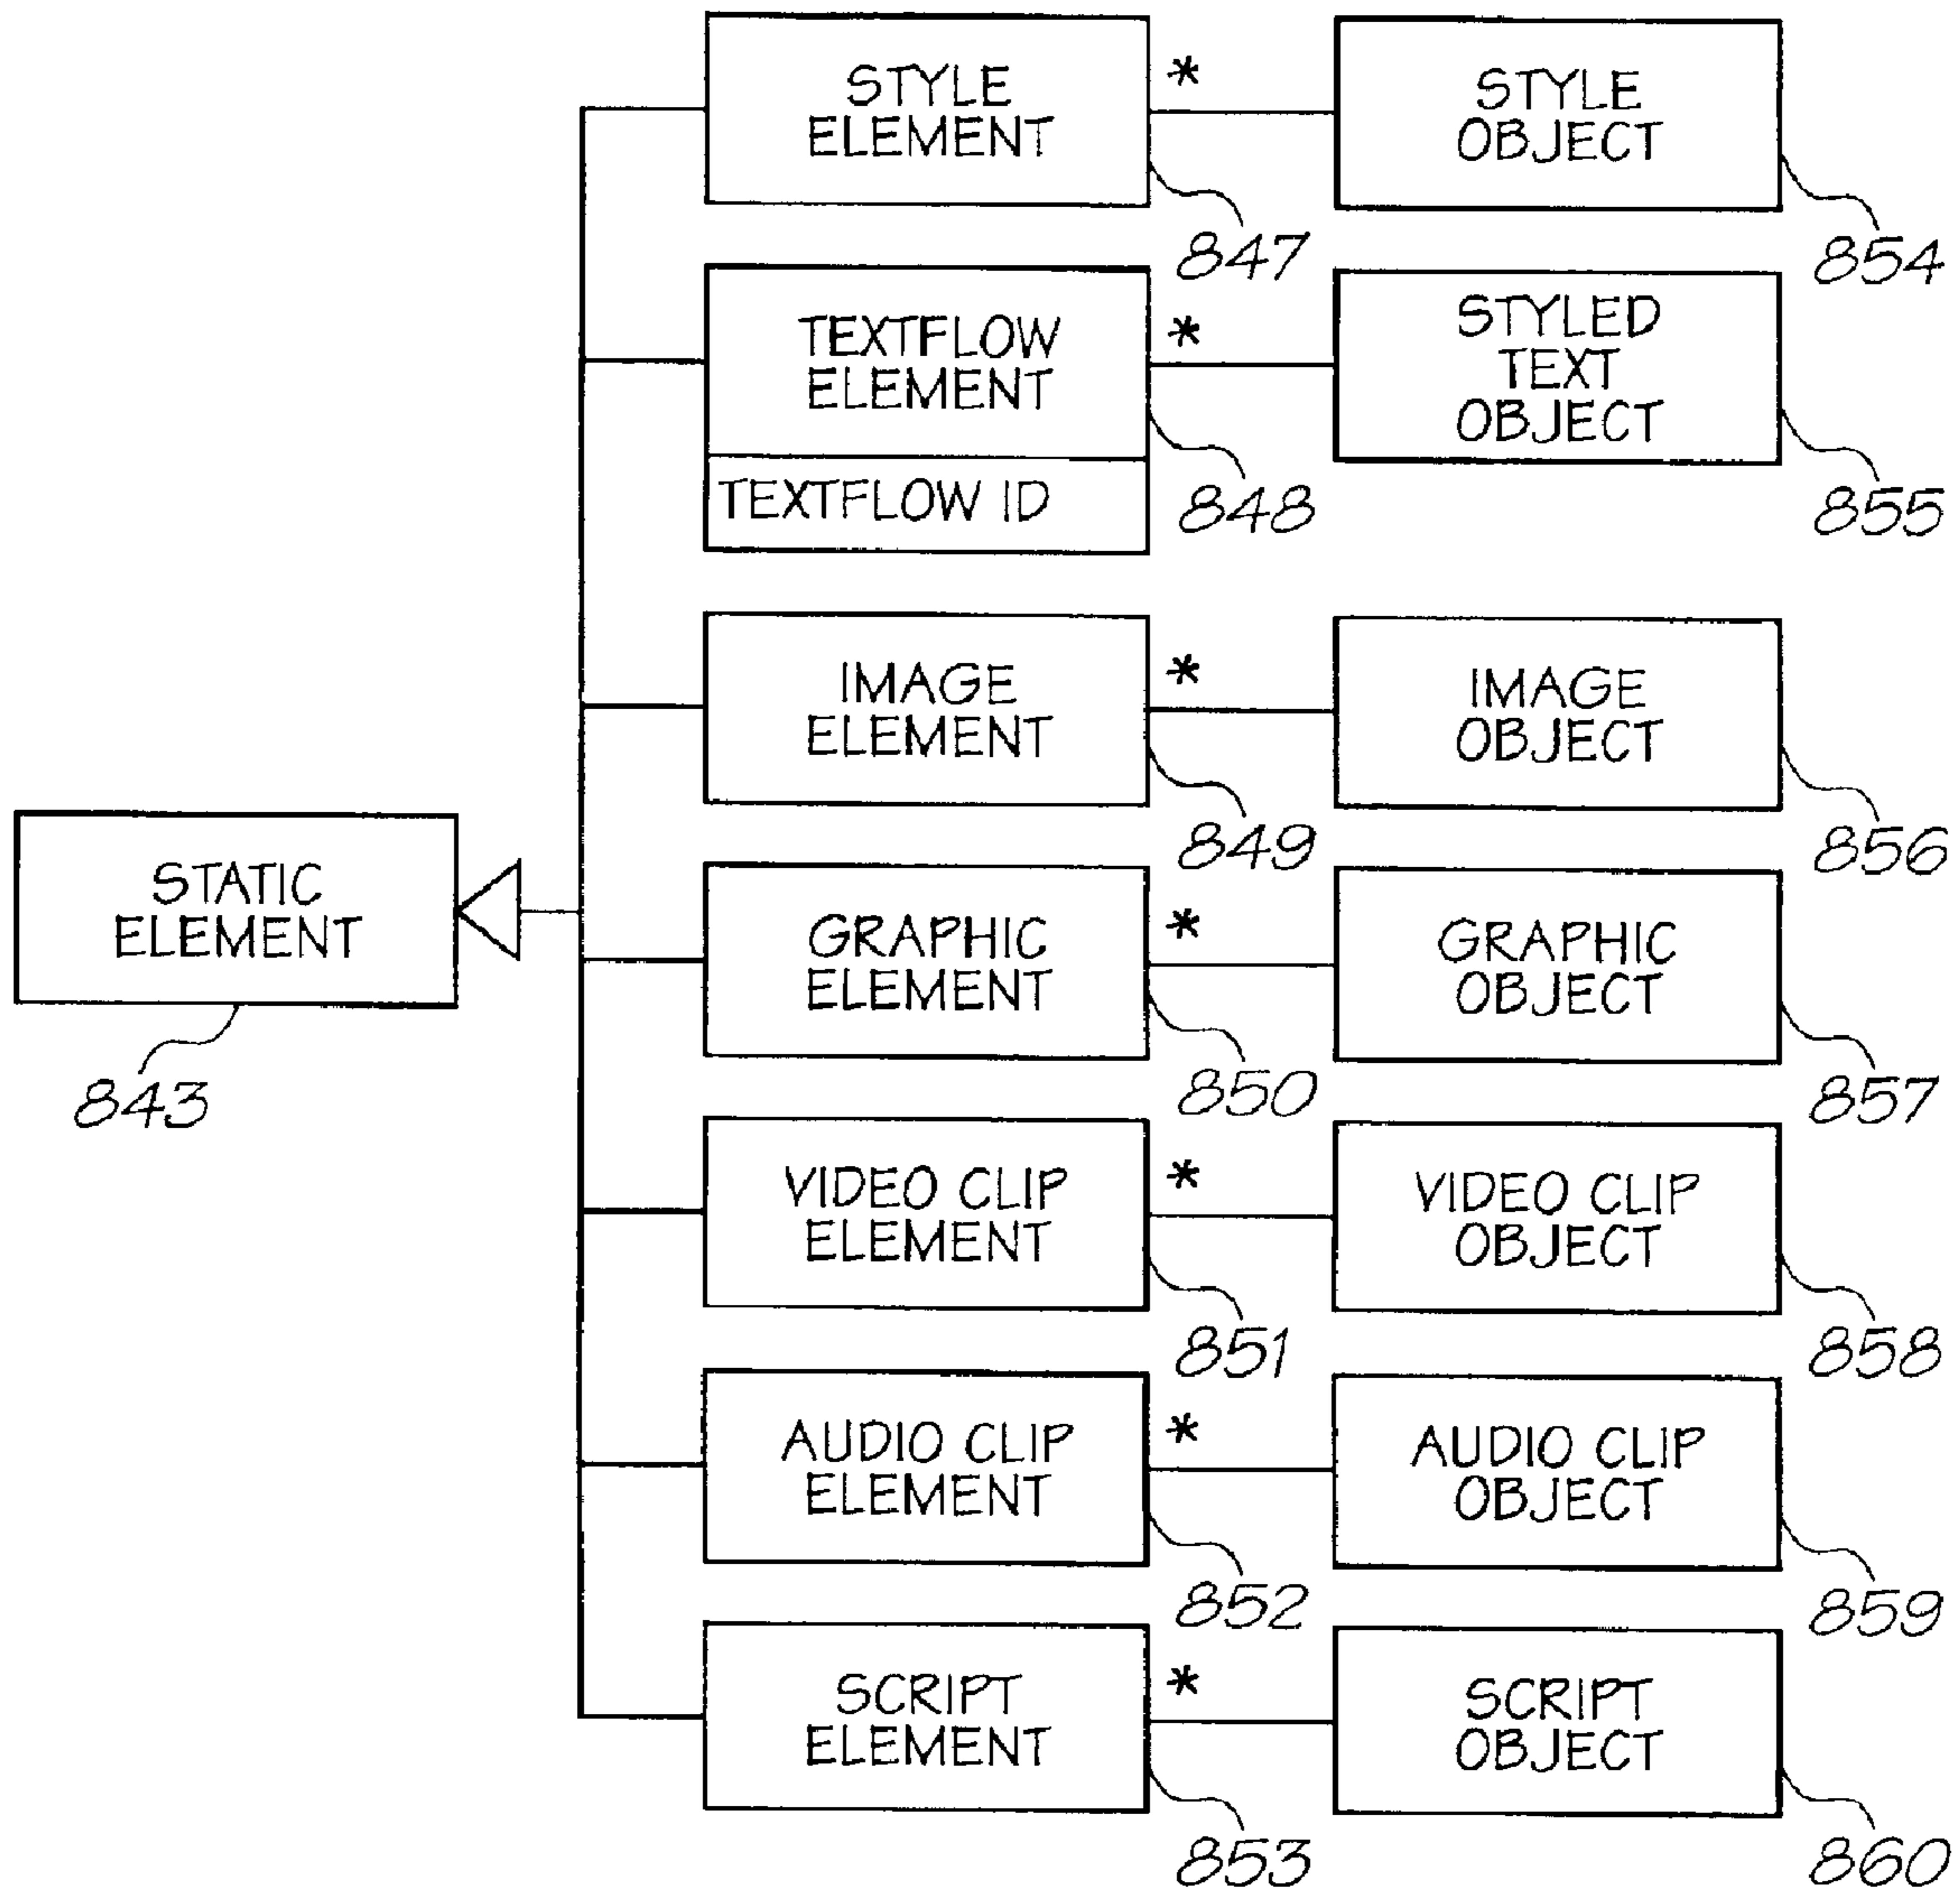 STYLE
ELEMENT
*
STYLE
OBJECT
847
854
TEXTFLOW
ELEMENT
TEXTFLOW ID
*
STYLED
TEXT
OBJECT
848
855
IMAGE
ELEMENT
*
IMAGE
OBJECT
849
856
STATIC
ELEMENT
843
GRAPHIC
ELEMENT
*
GRAPHIC
OBJECT
850
857
VIDEO CLIP
ELEMENT
*
VIDEO CLIP
OBJECT
851
858
AUDIO CLIP
ELEMENT
*
AUDIO CLIP
OBJECT
852
859
SCRIPT
ELEMENT
*
SCRIPT
OBJECT
853
860